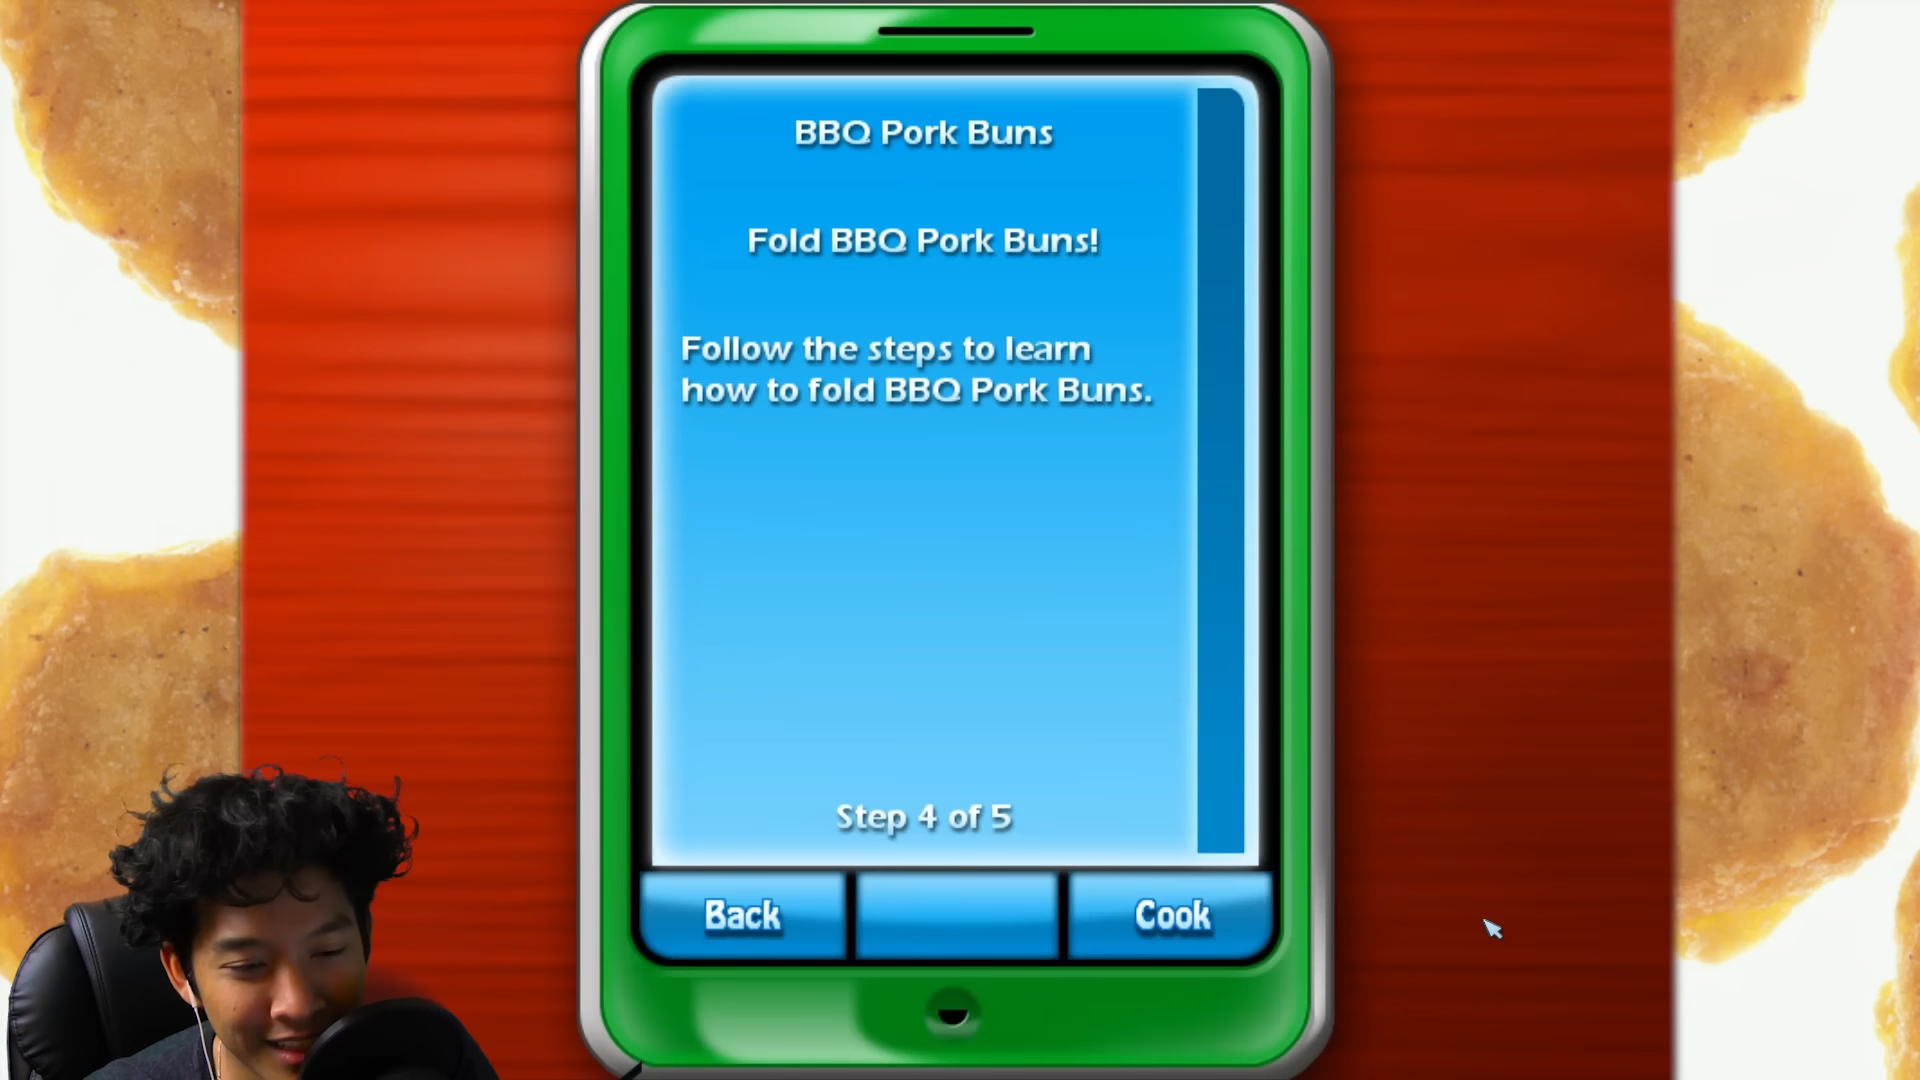 BBQ Pork Buns
Fold BBQ Pork Buns!
Follow the steps to learn
how to fold BBQ Pork Buns.
Step 4 of 5
Back
Cook